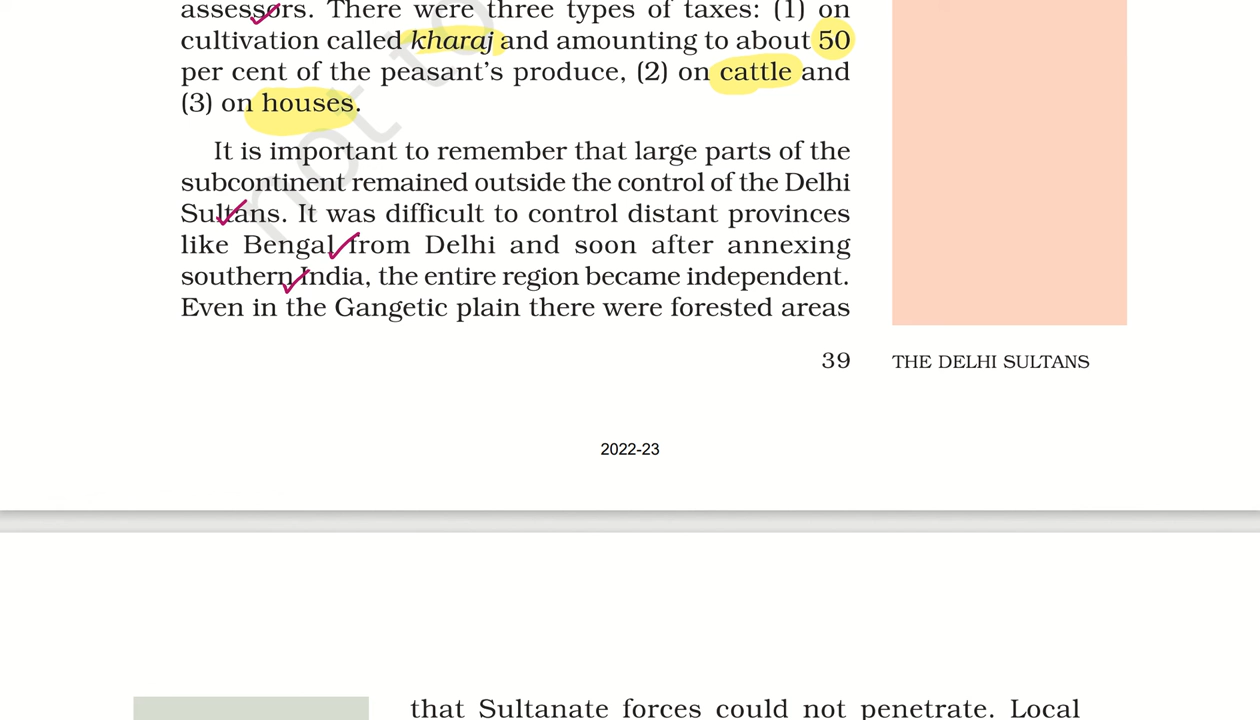 assessors. There were three types of taxes: (1) on
cultivation called kharaj and amounting to about 50
per cent of the peasant's produce, (2) on cattle and
(3) on houses.
It is important to remember that large parts of the
subcontinent remained outside the control of the Delhi
Sultans. It was difficult to control distant provinces
like Bengal from Delhi and soon after annexing
southern India, the entire region became independent.
Even in the Gangetic plain there were forested areas
39 THE DELHI SULTANS
2022-23
that Sultanate forces could not penetrate. Local
not to